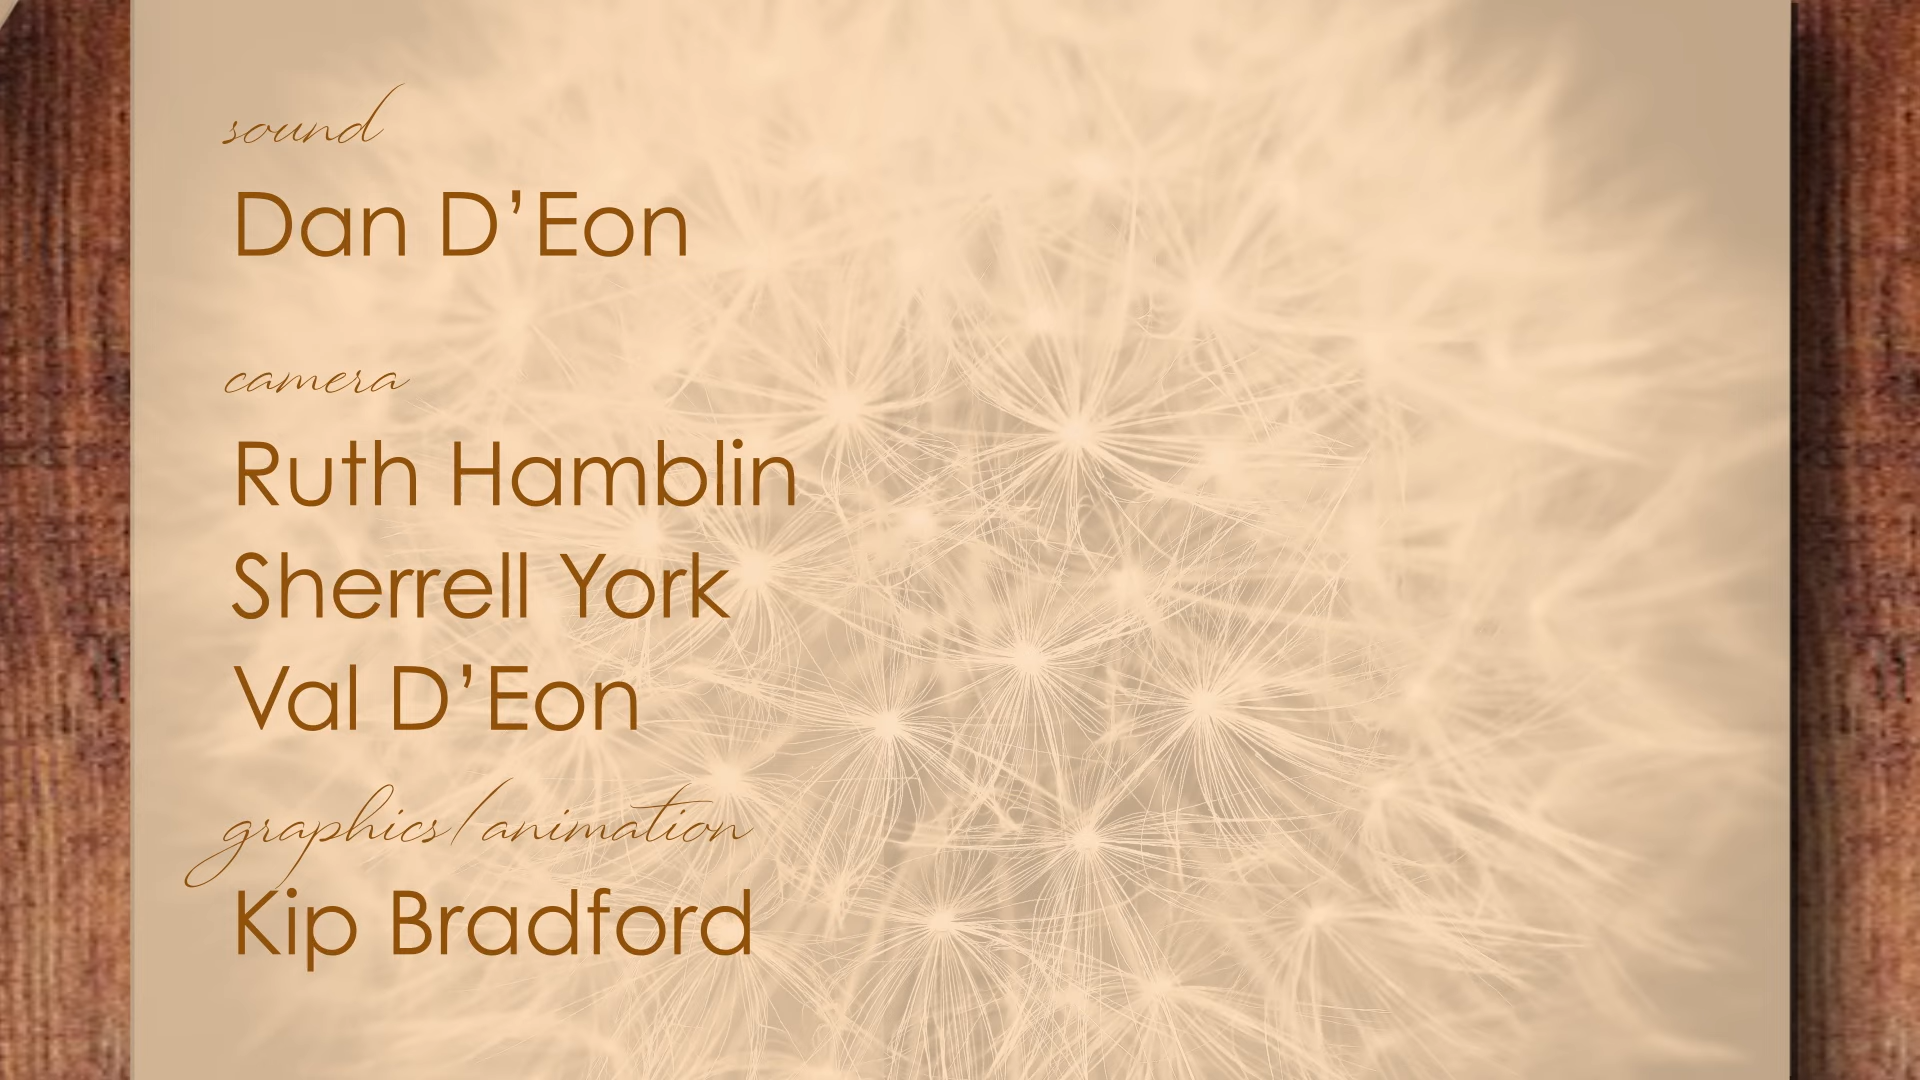 sound
Dan D’Eon
camera
Ruth Hamblin
Sherrell York
Val D’Eon
graphics/animation
Kip Bradford